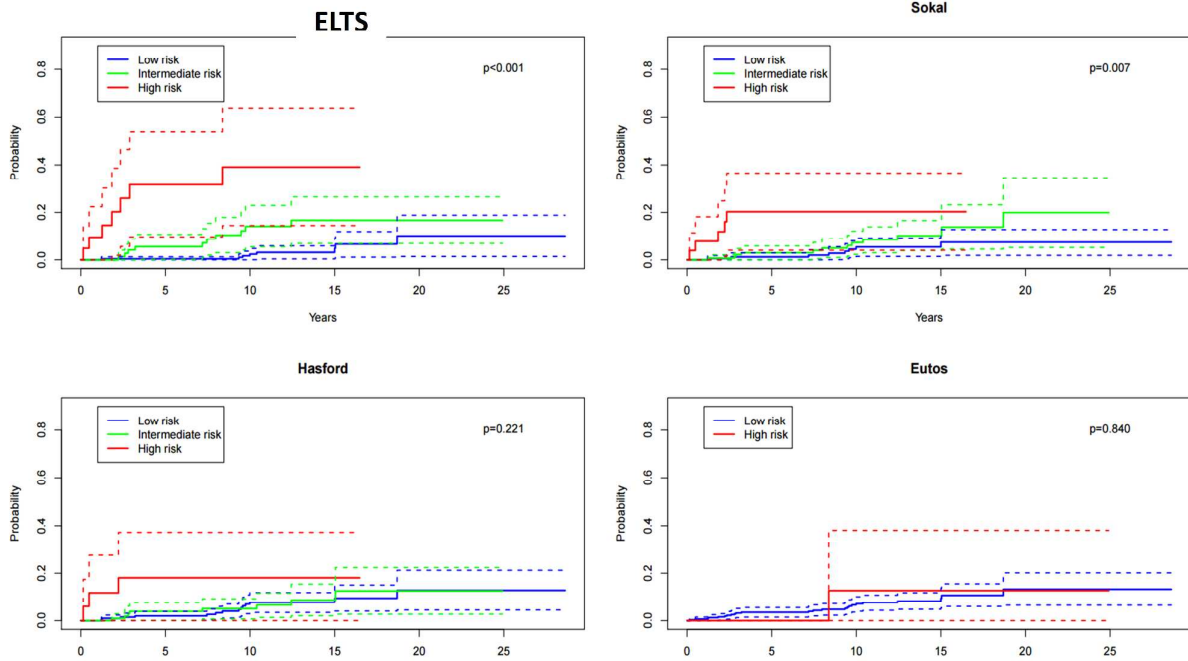 ELTS
Low risk
Intermediate risk
High risk
p<0.001
Probability
0.0 0.2 0.4 0.6 0.8
0 5 10 15 20 25
Years
Sokal
Low risk
Intermediate risk
High risk
p=0.007
Probability
0.0 0.2 0.4 0.6 0.8
0 5 10 15 20 25
Years
Hasford
Low risk
Intermediate risk
High risk
p=0.221
Probability
0.0 0.2 0.4 0.6 0.8
0 5 10 15 20 25
Eutos
Low risk
High risk
p=0.840
Probability
0.0 0.2 0.4 0.6 0.8
0 5 10 15 20 25